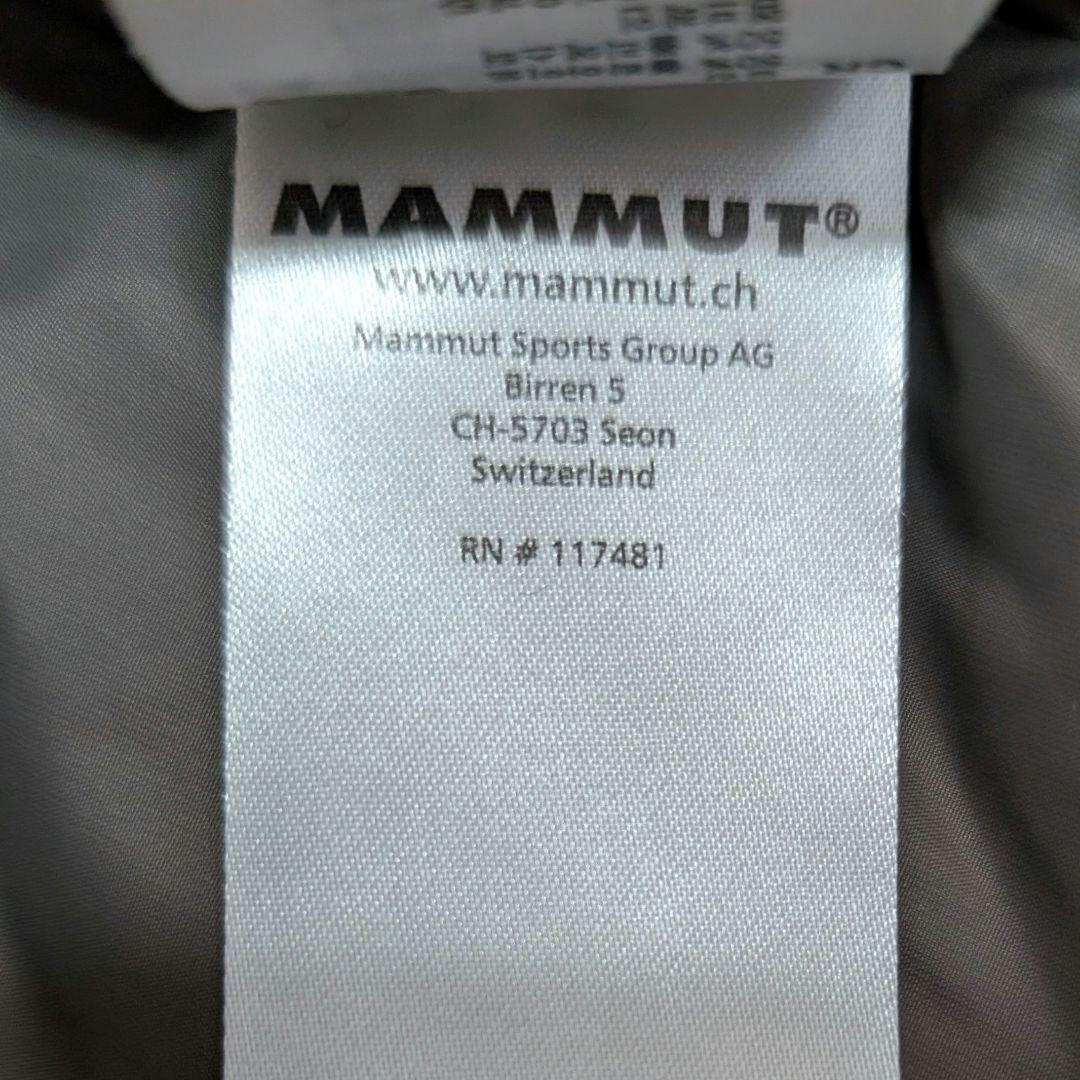 MAMMUT®
www.mammut.ch
Mammut Sports Group AG
Birren 5
CH-5703 Seon
Switzerland
RN # 117481